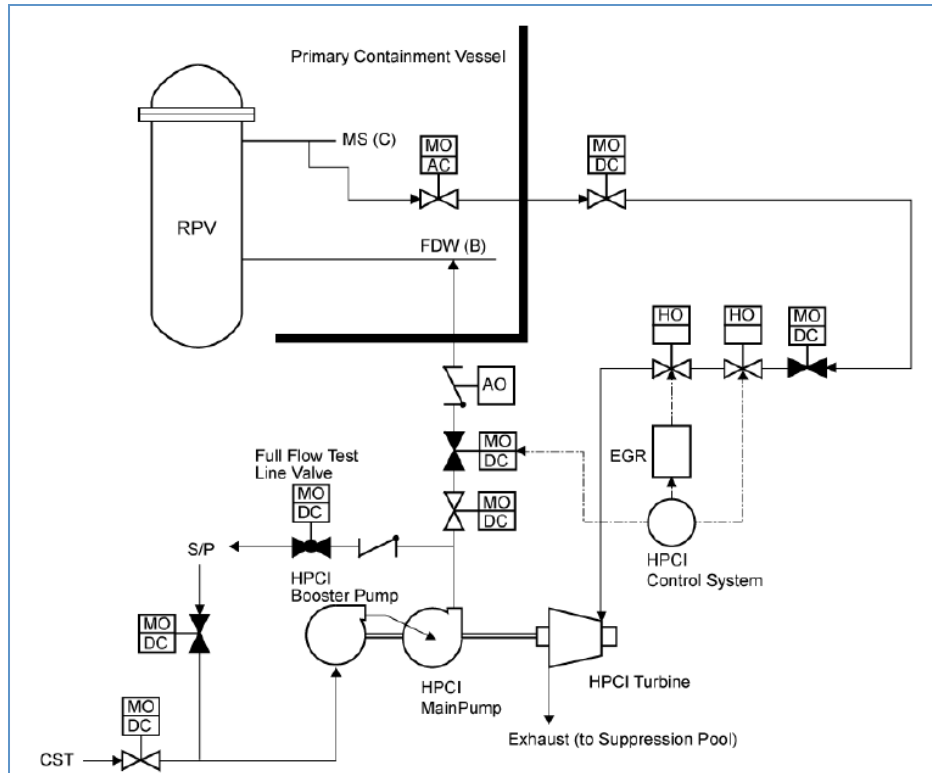 Primary Containment Vessel
MS (C)
MO
AC
MO
DC
RPV
FDW (B)
HO
HO
MO
DC
AO
EGR
Full Flow Test
Line Valve
MO
DC
MO
DC
MO
DC
S/P
HPCI
Control System
HPCI
Booster Pump
MO
DC
HPCI
MainPump
HPCI Turbine
MO
DC
CST
Exhaust (to Suppression Pool)